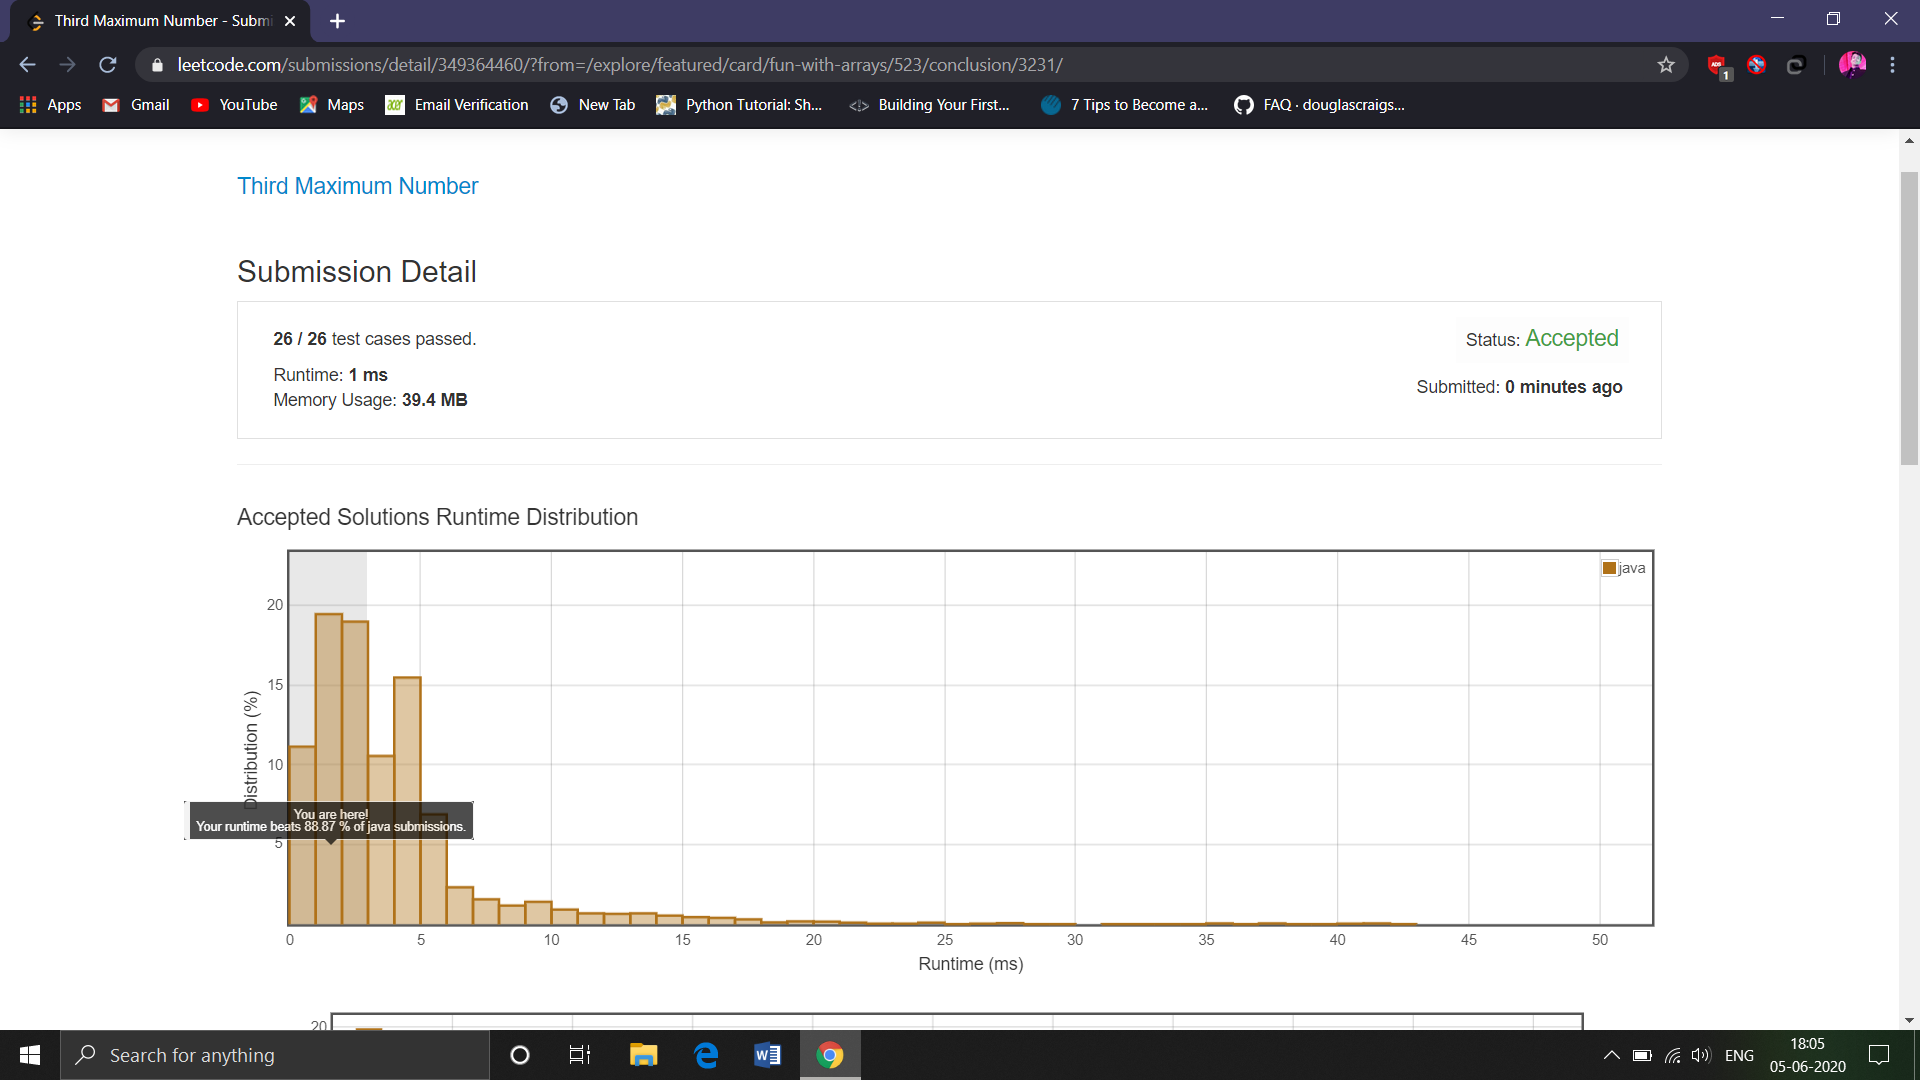 Third Maximum Number - Submi
leetcode.com/submissions/detail/349364460/?from=/explore/featured/card/fun-with-arrays/523/conclusion/3231/
ABP
1
Apps
Gmail
YouTube
Maps
acer
Email Verification
New Tab
Python Tutorial: Sh...
Building Your First...
7 Tips to Become a...
FAQ · douglascraigs...
Third Maximum Number
Submission Detail
26 / 26 test cases passed.
Status: Accepted
Runtime: 1 ms
Submitted: 0 minutes ago
Memory Usage: 39.4 MB
Accepted Solutions Runtime Distribution
java
20
15
10
5
Distribution (%)
You are here!
Your runtime beats 88.87 % of java submissions.
0 5 10 15 20 25 30 35 40 45 50
Runtime (ms)
20
Search for anything
ENG
18:05
05-06-2020